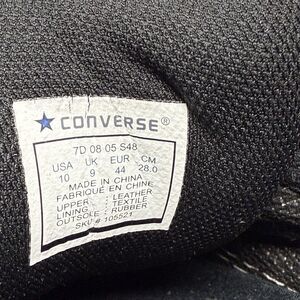 CONVERSE®
7D 08 05 S48
USA UK EUR CM
10 9 44 28.0
MADE IN CHINA
FABRIQUÉ EN CHINE
UPPER : LEATHER
LINING : TEXTILE
OUTSOLE : RUBBER
SKU# 105521